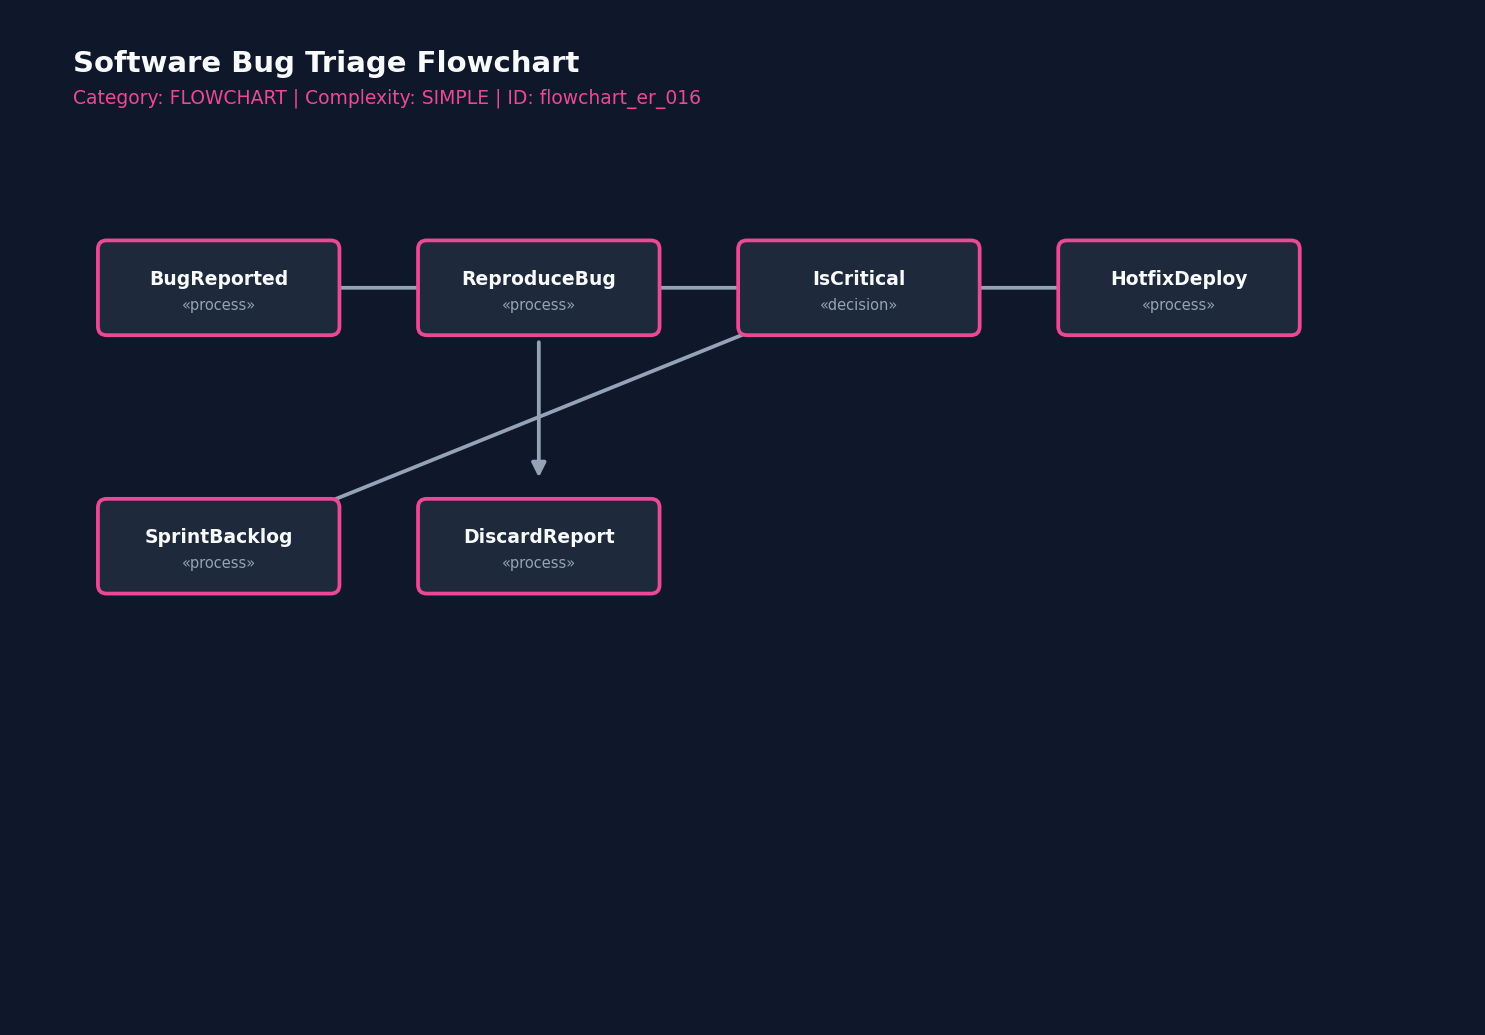 Software Bug Triage Flowchart
Category: FLOWCHART | Complexity: SIMPLE | ID: flowchart_er_016
BugReported
«process»
ReproduceBug
«process»
IsCritical
«decision»
HotfixDeploy
«process»
SprintBacklog
«process»
DiscardReport
«process»